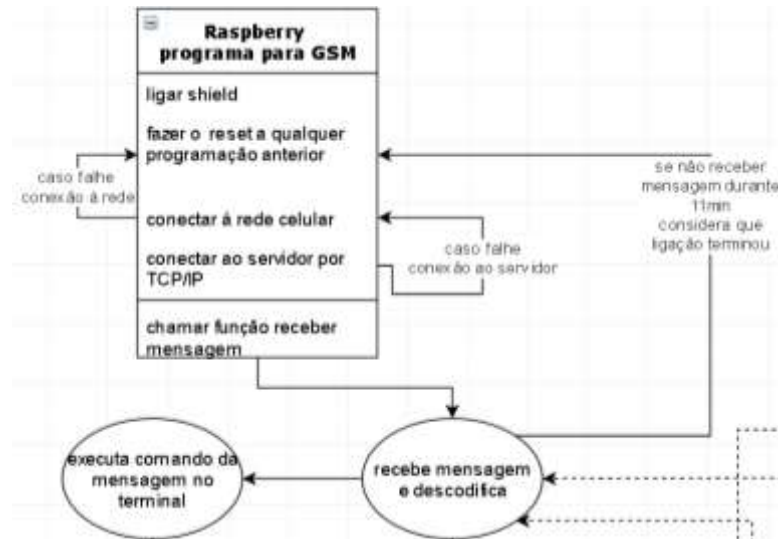 Raspberry
programa para GSM
ligar shield
fazer o reset a qualquer
programação anterior
caso falhe
conexão á rede
se não receber
mensagem durante
11min
considera que
ligação terminou
conectar á rede celular
caso falhe
conexão ao servidor
conectar ao servidor por
TCP/IP
chamar função receber
mensagem
executa comando da
mensagem no
terminal
recebe mensagem
e descodifica